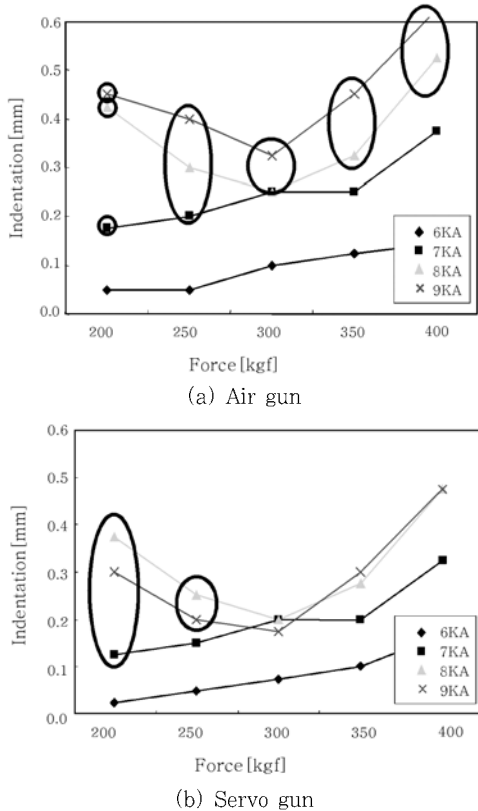 0.6
0.5
0.4
0.3
0.2
0.1
0.0
Indentation[mm]
6KA
7KA
8KA
9KA
200 250 300 350 400
Force[kgf]
(a) Air gun
0.6
0.5
0.4
0.3
0.2
0.1
0.0
Indentation[mm]
6KA
7KA
8KA
9KA
200 250 300 350 400
Force[kgf]
(b) Servo gun